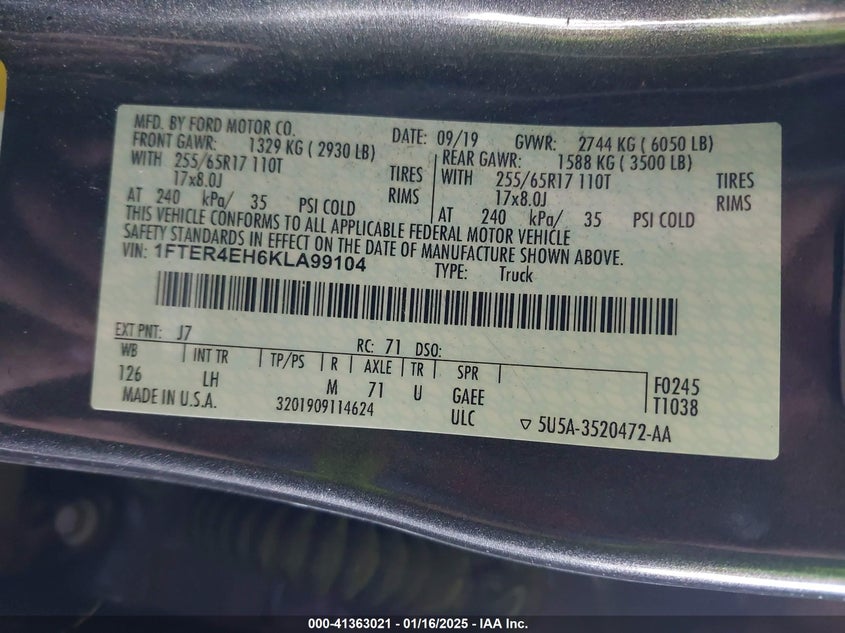 MFD. BY FORD MOTOR CO. DATE: 09/19 GVWR: 2744 KG ( 6050 LB)
FRONT GAWR: 1329 KG ( 2930 LB) REAR GAWR: 1588 KG ( 3500 LB)
WITH 255/65R17 110T TIRES WITH 255/65R17 110T TIRES
17x8.0J RIMS 17x8.0J RIMS
AT 240 kPa/ 35 PSI COLD AT 240 kPa/ 35 PSI COLD
THIS VEHICLE CONFORMS TO ALL APPLICABLE FEDERAL MOTOR VEHICLE
SAFETY STANDARDS IN EFFECT ON THE DATE OF MANUFACTURE SHOWN ABOVE.
VIN: 1FTER4EH6KLA99104 TYPE: Truck
EXT PNT: J7 RC: 71 DSO:
WB INT TR TP/PS R AXLE TR SPR
126 LH M 71 U GAEE F0245
MADE IN U.S.A. 3201909114624 ULC T1038
▽ 5U5A-3520472-AA
000-41363021 - 01/16/2025 - IAA Inc.